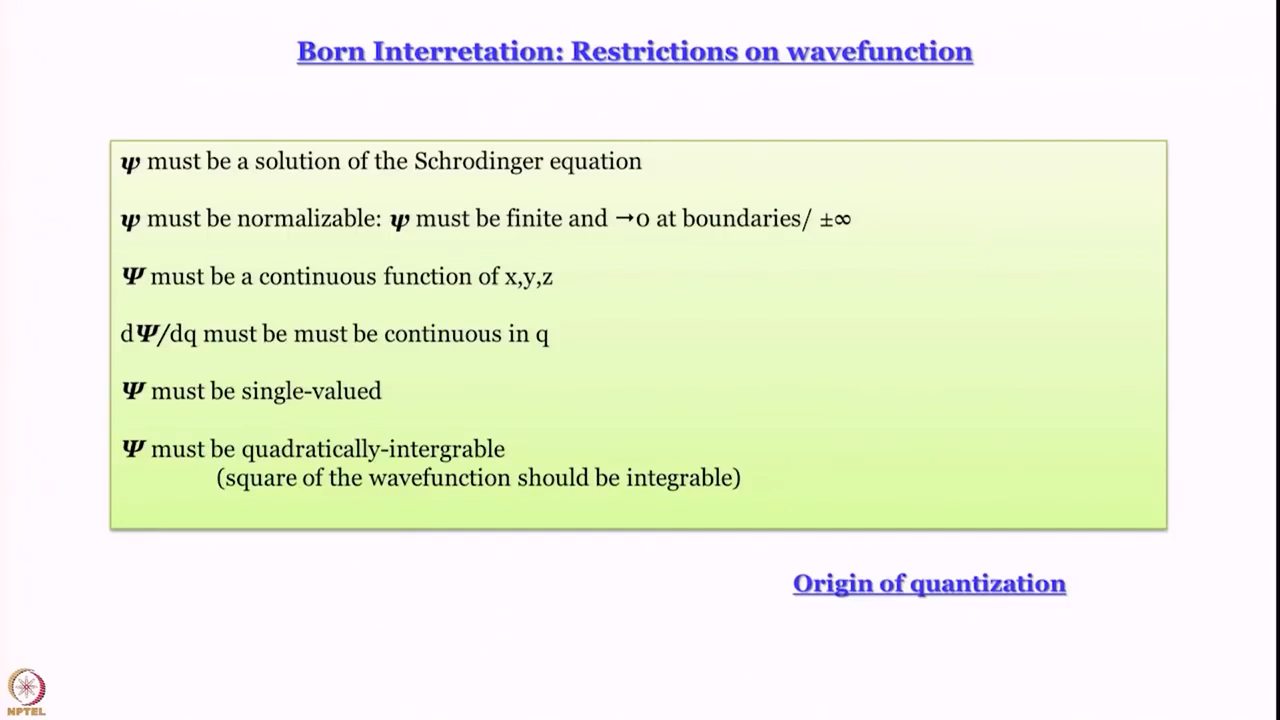 Born Interretation: Restrictions on wavefunction
ψ must be a solution of the Schrodinger equation
ψ must be normalizable: ψ must be finite and →0 at boundaries/ ±∞
Ψ must be a continuous function of x,y,z
dΨ/dq must be must be continuous in q
Ψ must be single-valued
Ψ must be quadratically-intergrable
(square of the wavefunction should be integrable)
Origin of quantization
NPTEL